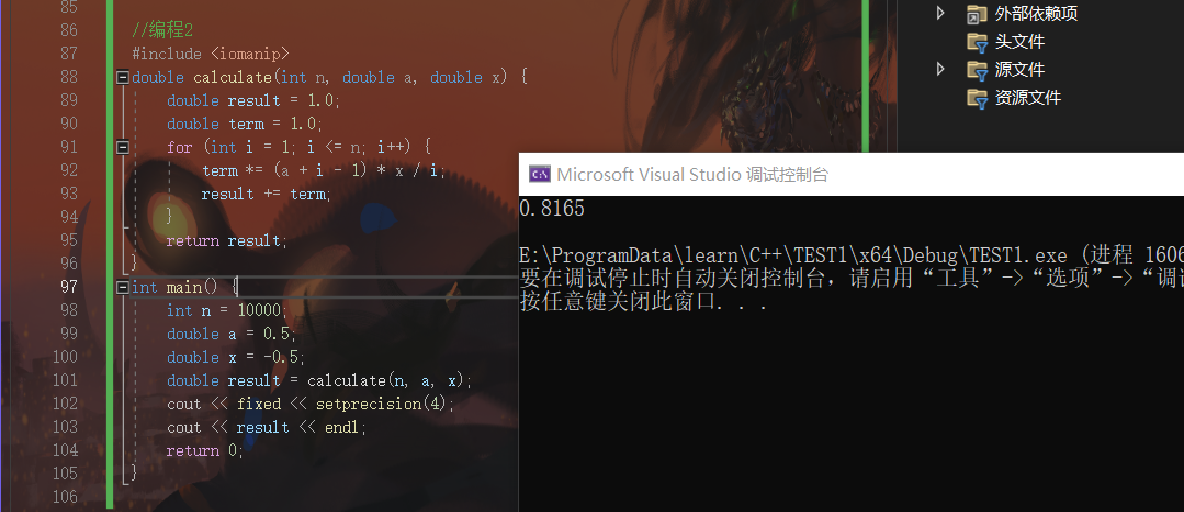 85
86 //编程2
87 #include <iomanip>
88 double calculate(int n, double a, double x) {
89 double result = 1.0;
90 double term = 1.0;
91 for (int i = 1; i <= n; i++) {
92 term *= (a + i - 1) * x / i;
93 result += term;
94 }
95 return result;
96 }
97 int main() {
98 int n = 10000;
99 double a = 0.5;
100 double x = -0.5;
101 double result = calculate(n, a, x);
102 cout << fixed << setprecision(4);
103 cout << result << endl;
104 return 0;
105 }
106
外部依赖项
头文件
源文件
资源文件
Microsoft Visual Studio 调试控制台
0.8165
E:\ProgramData\learn\C++\TEST1\x64\Debug\TEST1.exe (进程 1606
要在调试停止时自动关闭控制台，请启用“工具”->“选项”->“调试
按任意键关闭此窗口. . .